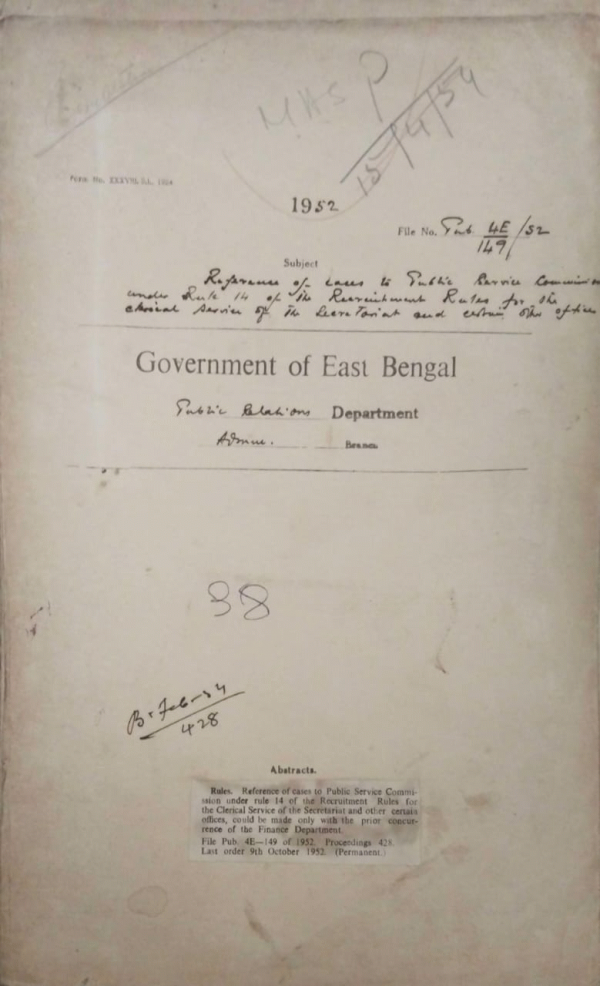 M.H.S P
15/4/54
Form No. XXXVIII
1952
File No. Pub. 4E/149 /52
Subject
Reference of cases to Public Service Commission
under Rule 14 of the Recruitment Rules for the
clerical service of the Secretariat and certain other offices
Government of East Bengal
Public Relations Department
Admn. Branch
38
B. Feb-54
428
Abstracts.
Rules. Reference of cases to Public Service Commi-
ssion under rule 14 of the Recruitment Rules for
the Clerical Service of the Secretariat and other certain
offices, could be made only with the prior concur-
rence of the Finance Department.
File Pub. 4E—149 of 1952. Proceedings 428.
Last order 9th October 1952. (Permanent.)